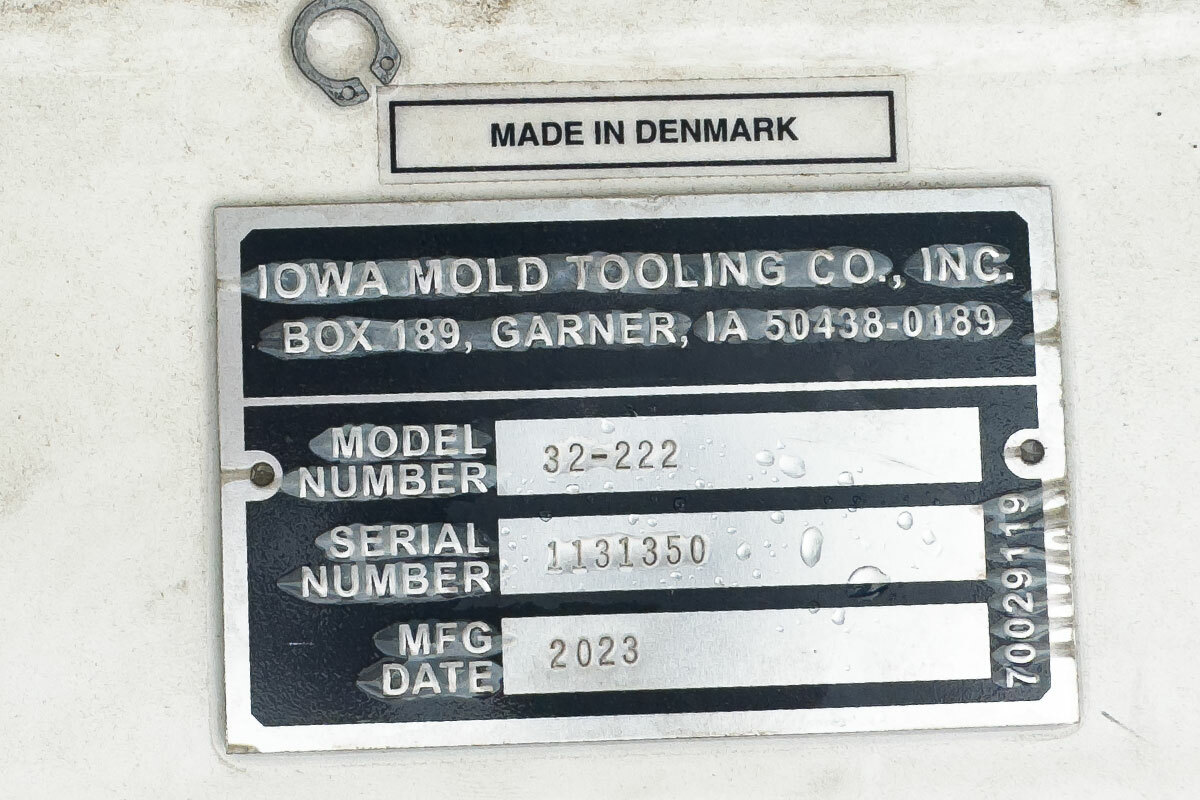 MADE IN DENMARK
IOWA MOLD TOOLING CO., INC.
BOX 189, GARNER, IA 50438-0189
MODEL NUMBER 32-222
SERIAL NUMBER 1131350
MFG DATE 2023
70029119